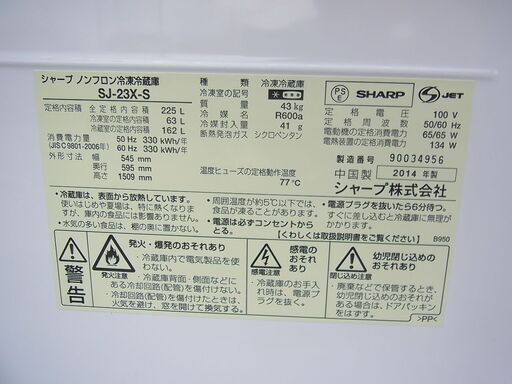 シャープ ノンフロン冷凍冷蔵庫
SJ-23X-S
定格内容積 全定格内容積 225 L
冷凍室の定格内容積 63 L
冷蔵室の定格内容積 162 L
消費電力量 50 Hz 330 kWh/年
(JISC9801-2006年) 60 Hz 330 kWh/年
外形寸法 幅 545 mm
奥行 595 mm
高さ 1509 mm
種類 冷凍冷蔵庫
冷凍室の記号
質量 43 kg
冷媒 R600a
冷媒封入量 41 g
断熱発泡ガス シクロペンタン
温度ヒューズの定格動作温度
77℃
PS
E
SHARP
S JET
定格電圧 100 V
定格周波数 50/60 Hz
電動機の定格消費電力 65/65 W
電熱装置の定格消費電力 134 W
製造番号 90034956
中国製 2014 年製
シャープ株式会社
・冷蔵庫は、表面から放熱しています。
使いはじめや夏場は、特に熱く感じることがありますが、庫内の食品には影響ありません。
・水気の多い食品は、棚の奥に置かない。
・周囲温度が約5℃以下では、食品が凍ることがあります。
・電源は必ずコンセントから直接とる。
・電源プラグを抜いたら6分待つ。
すぐに差し込むと冷蔵庫に無理がかかります。
【くわしくは取扱説明書をご覧ください】
B950
警告
発火・爆発のおそれあり
発火注意
・冷蔵庫内で電気製品を使わない。
・冷蔵庫背面・側面などにある冷却回路(配管)を傷付けない。
・冷却回路(配管)を傷付けたときは、火気を避け、窓を開けて換気する。
感電のおそれあり
感電注意
・冷蔵庫のお手入れ時は、電源プラグを抜く。
幼児閉じ込めのおそれあり
閉じ込め注意
・廃棄などで保管するとき、幼児閉じ込めのおそれがある場合は、ドアパッキンをはずす。
>PP<